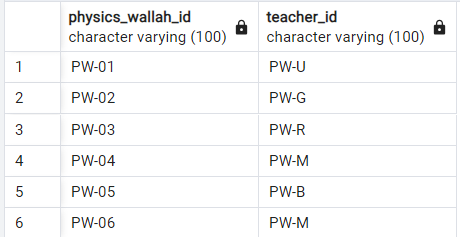 physics_wallah_id teacher_id
character varying (100) character varying (100)
1 PW-01 PW-U
2 PW-02 PW-G
3 PW-03 PW-R
4 PW-04 PW-M
5 PW-05 PW-B
6 PW-06 PW-M